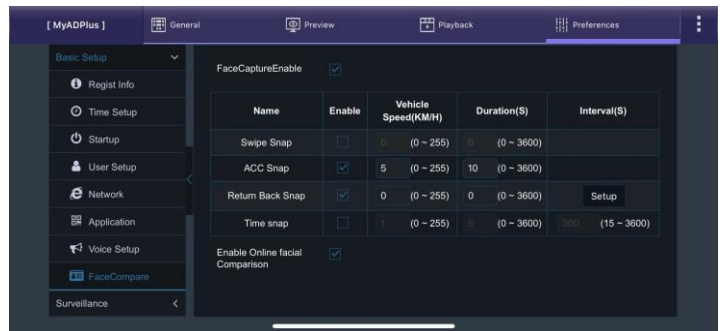 [ MyADPlus ] General Preview Playback Preferences
Basic Setup
Regist Info
Time Setup
Startup
User Setup
Network
Application
Voice Setup
FaceCompare
Surveillance
FaceCaptureEnable
Name Enable Vehicle Speed(KM/H) Duration(S) Interval(S)
Swipe Snap 0 (0 ~ 255) 0 (0 ~ 3600)
ACC Snap 5 (0 ~ 255) 10 (0 ~ 3600)
Return Back Snap 0 (0 ~ 255) 0 (0 ~ 3600) Setup
Time snap 1 (0 ~ 255) 5 (0 ~ 3600) 300 (15 ~ 3600)
Enable Online facial
Comparison